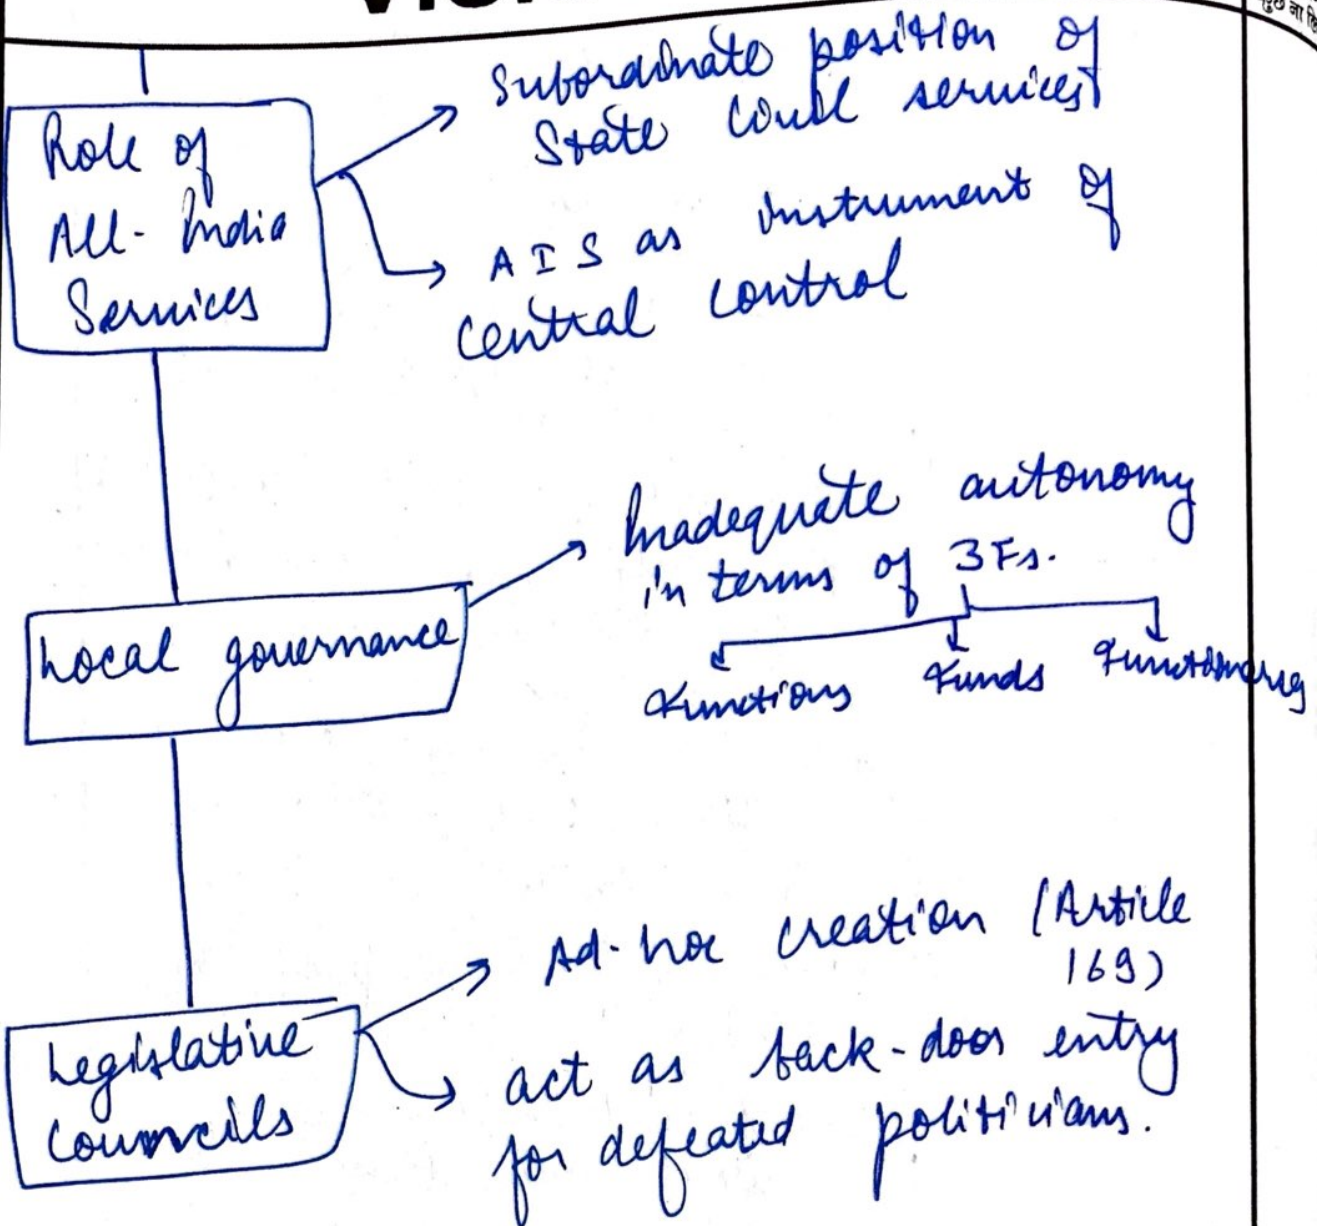 Role of
All-India
Services
Subordinate position of
State Civil services
AIS as instrument of
central control
Local governance
Inadequate autonomy
in terms of 3Fs.
Functions Funds Functionaries
Legislative
Councils
Ad-hoc creation (Article
169)
act as back-door entry
for defeated politicians.